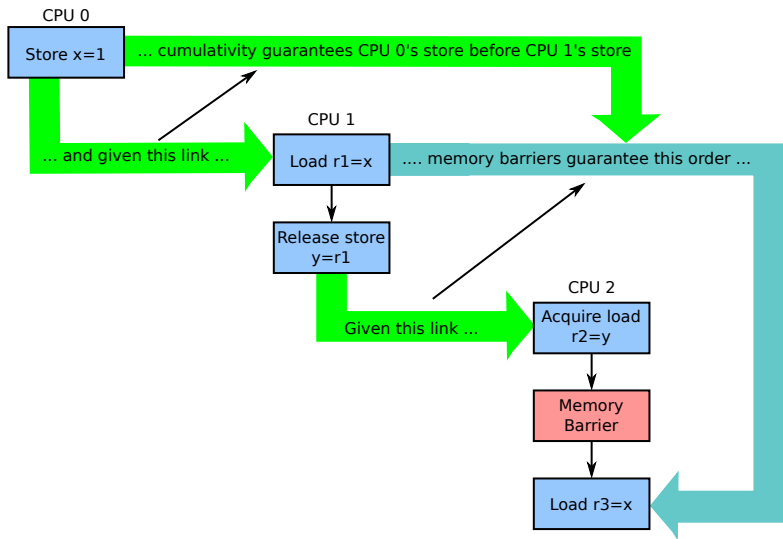 CPU 0
Store x=1
... cumulativity guarantees CPU 0's store before CPU 1's store
CPU 1
... and given this link ...
Load r1=x
.... memory barriers guarantee this order ...
Release store
y=r1
CPU 2
Given this link ...
Acquire load
r2=y
Memory
Barrier
Load r3=x